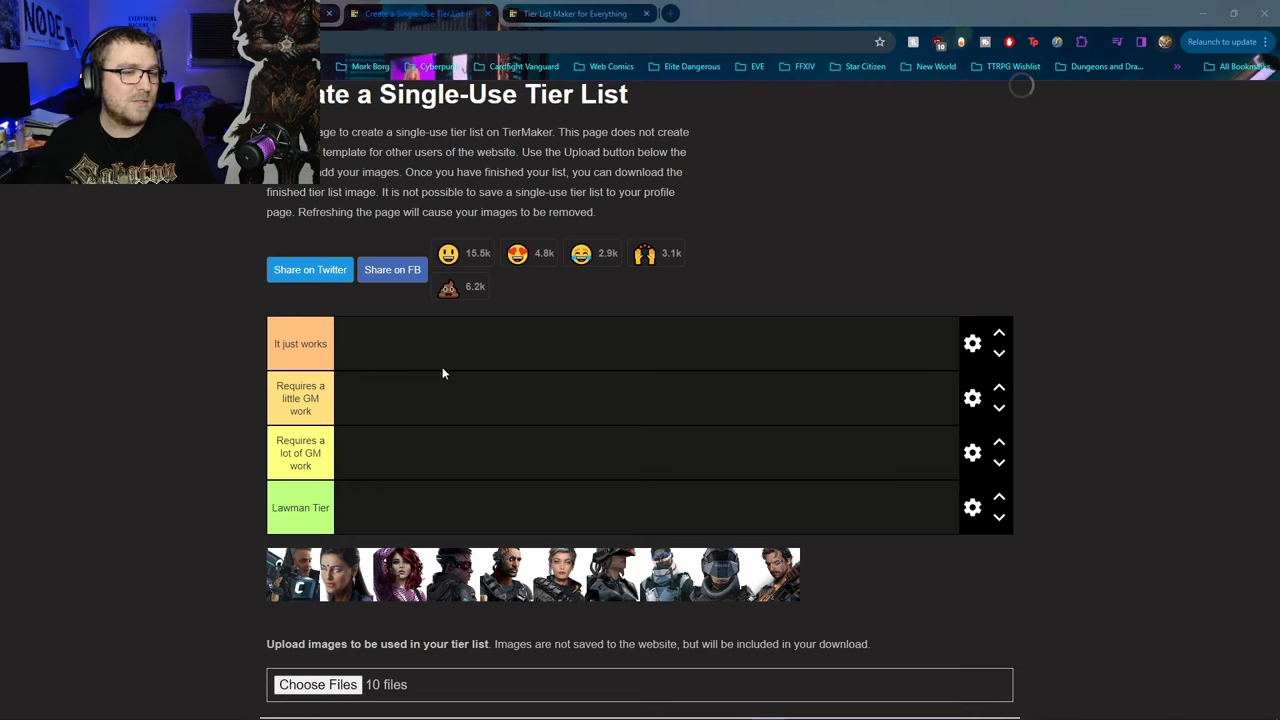 NODE
EVERYTHING
MACHINE
SABATON
Create a Single-Use Tier List
Tier List Maker for Everything -
10
Tp
Relaunch to update
Mork Borg
Cyberpun
Cardfight Vanguard
Web Comics
Elite Dangerous
EVE
FFXIV
Star Citizen
New World
TTRPG Wishlist
Dungeons and Dra...
»
All Bookmarks
ate a Single-Use Tier List
age to create a single-use tier list on TierMaker. This page does not create
template for other users of the website. Use the Upload button below the
dd your images. Once you have finished your list, you can download the
finished tier list image. It is not possible to save a single-use tier list to your profile
page. Refreshing the page will cause your images to be removed.
15.5k
4.8k
2.9k
3.1k
Share on Twitter
Share on FB
6.2k
It just works
Requires a
little GM
work
Requires a
lot of GM
work
Lawman Tier
C
Upload images to be used in your tier list. Images are not saved to the website, but will be included in your download.
Choose Files 10 files